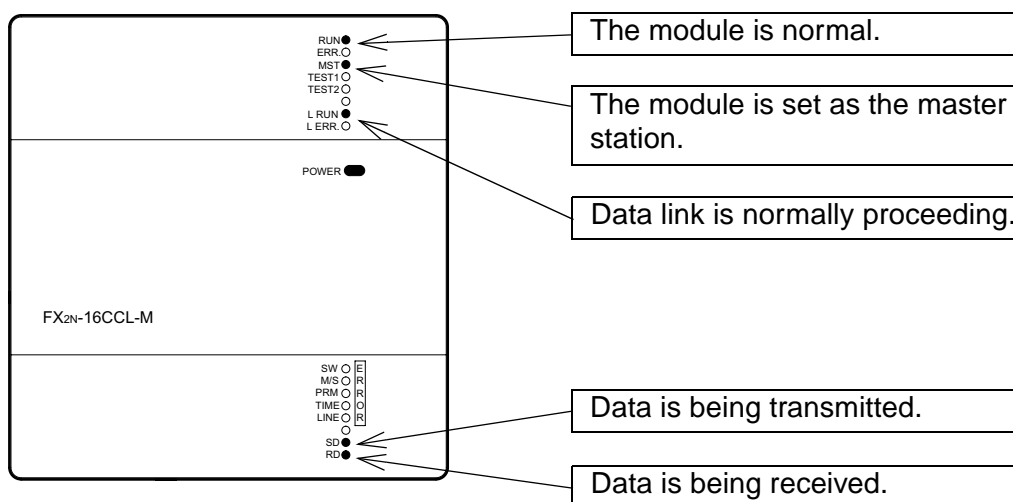 RUN
ERR.
MST
TEST1
TEST2
L RUN
L ERR.
POWER
FX2N-16CCL-M
SW
M/S
PRM
TIME
LINE
ERROR
SD
RD
The module is normal.
The module is set as the master
station.
Data link is normally proceeding.
Data is being transmitted.
Data is being received.